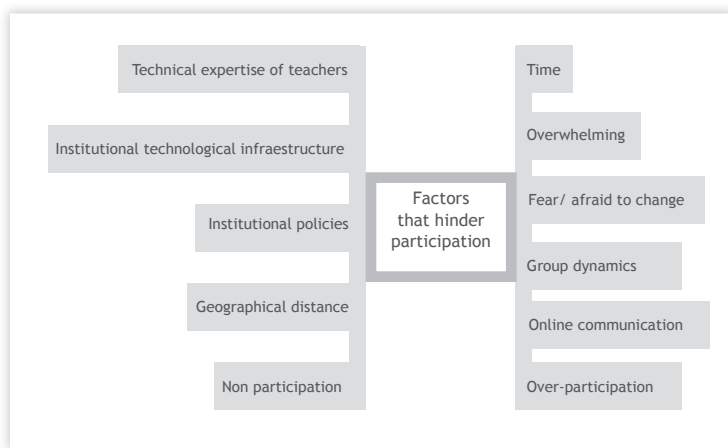 Technical expertise of teachers
Institutional technological infraestructure
Institutional policies
Geographical distance
Non participation
Factors
that hinder
participation
Time
Overwhelming
Fear/ afraid to change
Group dynamics
Online communication
Over-participation